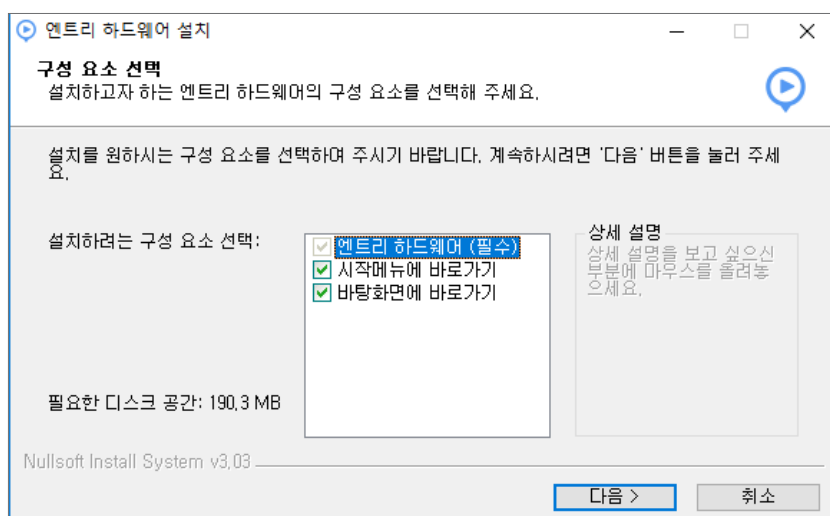 엔트리 하드웨어 설치
구성 요소 선택
설치하고자 하는 엔트리 하드웨어의 구성 요소를 선택해 주세요.
설치를 원하시는 구성 요소를 선택하여 주시기 바랍니다. 계속하시려면 '다음' 버튼을 눌러 주세
요.
설치하려는 구성 요소 선택:
엔트리 하드웨어 (필수)
시작메뉴에 바로가기
바탕화면에 바로가기
상세 설명
상세 설명을 보고 싶으신
부분에 마우스를 올려놓
으세요.
필요한 디스크 공간: 190.3 MB
Nullsoft Install System v3.03
다음 >
취소